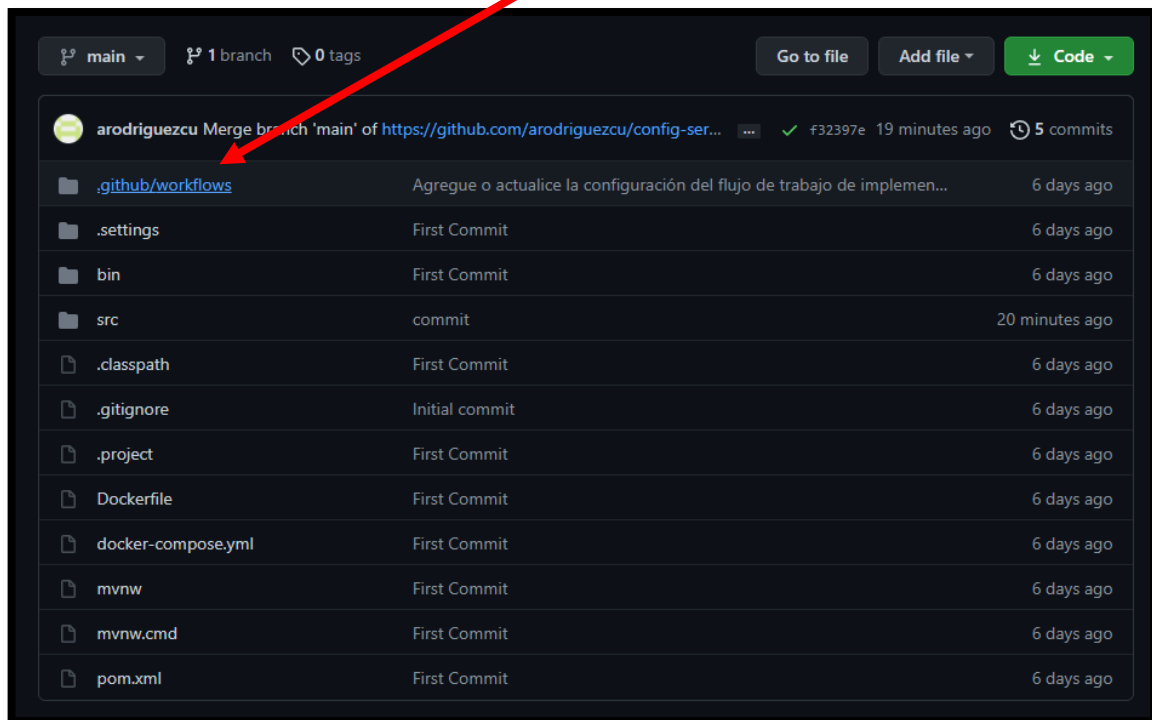 main 1 branch 0 tags Go to file Add file Code
arodriguezcu Merge branch 'main' of https://github.com/arodriguezcu/config-ser... ... f32397e 19 minutes ago 5 commits
.github/workflows Agregue o actualice la configuración del flujo de trabajo de implemen... 6 days ago
.settings First Commit 6 days ago
bin First Commit 6 days ago
src commit 20 minutes ago
.classpath First Commit 6 days ago
.gitignore Initial commit 6 days ago
.project First Commit 6 days ago
Dockerfile First Commit 6 days ago
docker-compose.yml First Commit 6 days ago
mvnw First Commit 6 days ago
mvnw.cmd First Commit 6 days ago
pom.xml First Commit 6 days ago